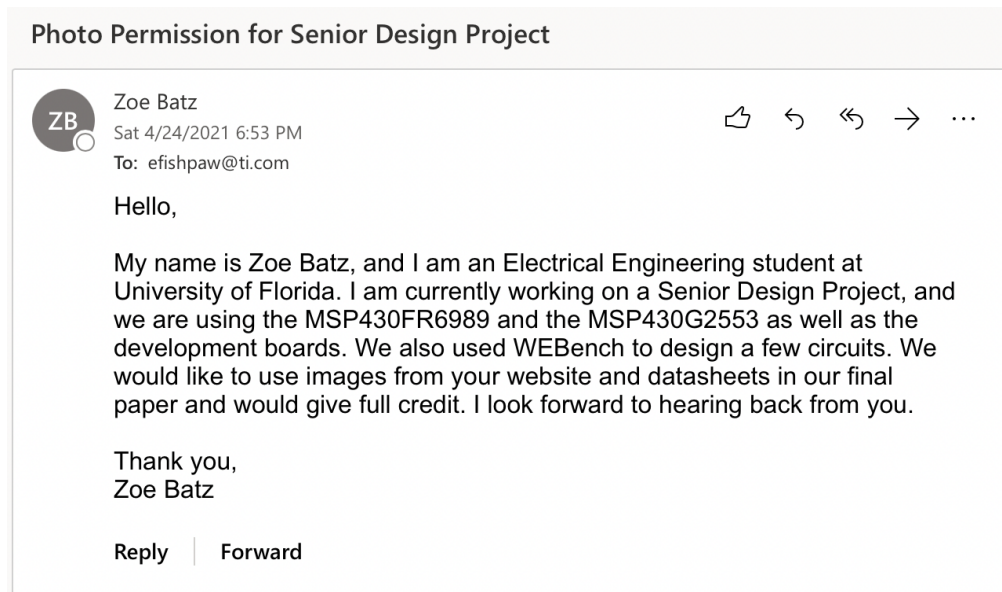 Photo Permission for Senior Design Project
ZB
Zoe Batz
Sat 4/24/2021 6:53 PM
To: efishpaw@ti.com
Hello,
My name is Zoe Batz, and I am an Electrical Engineering student at
University of Florida. I am currently working on a Senior Design Project, and
we are using the MSP430FR6989 and the MSP430G2553 as well as the
development boards. We also used WEBench to design a few circuits. We
would like to use images from your website and datasheets in our final
paper and would give full credit. I look forward to hearing back from you.
Thank you,
Zoe Batz
Reply
Forward